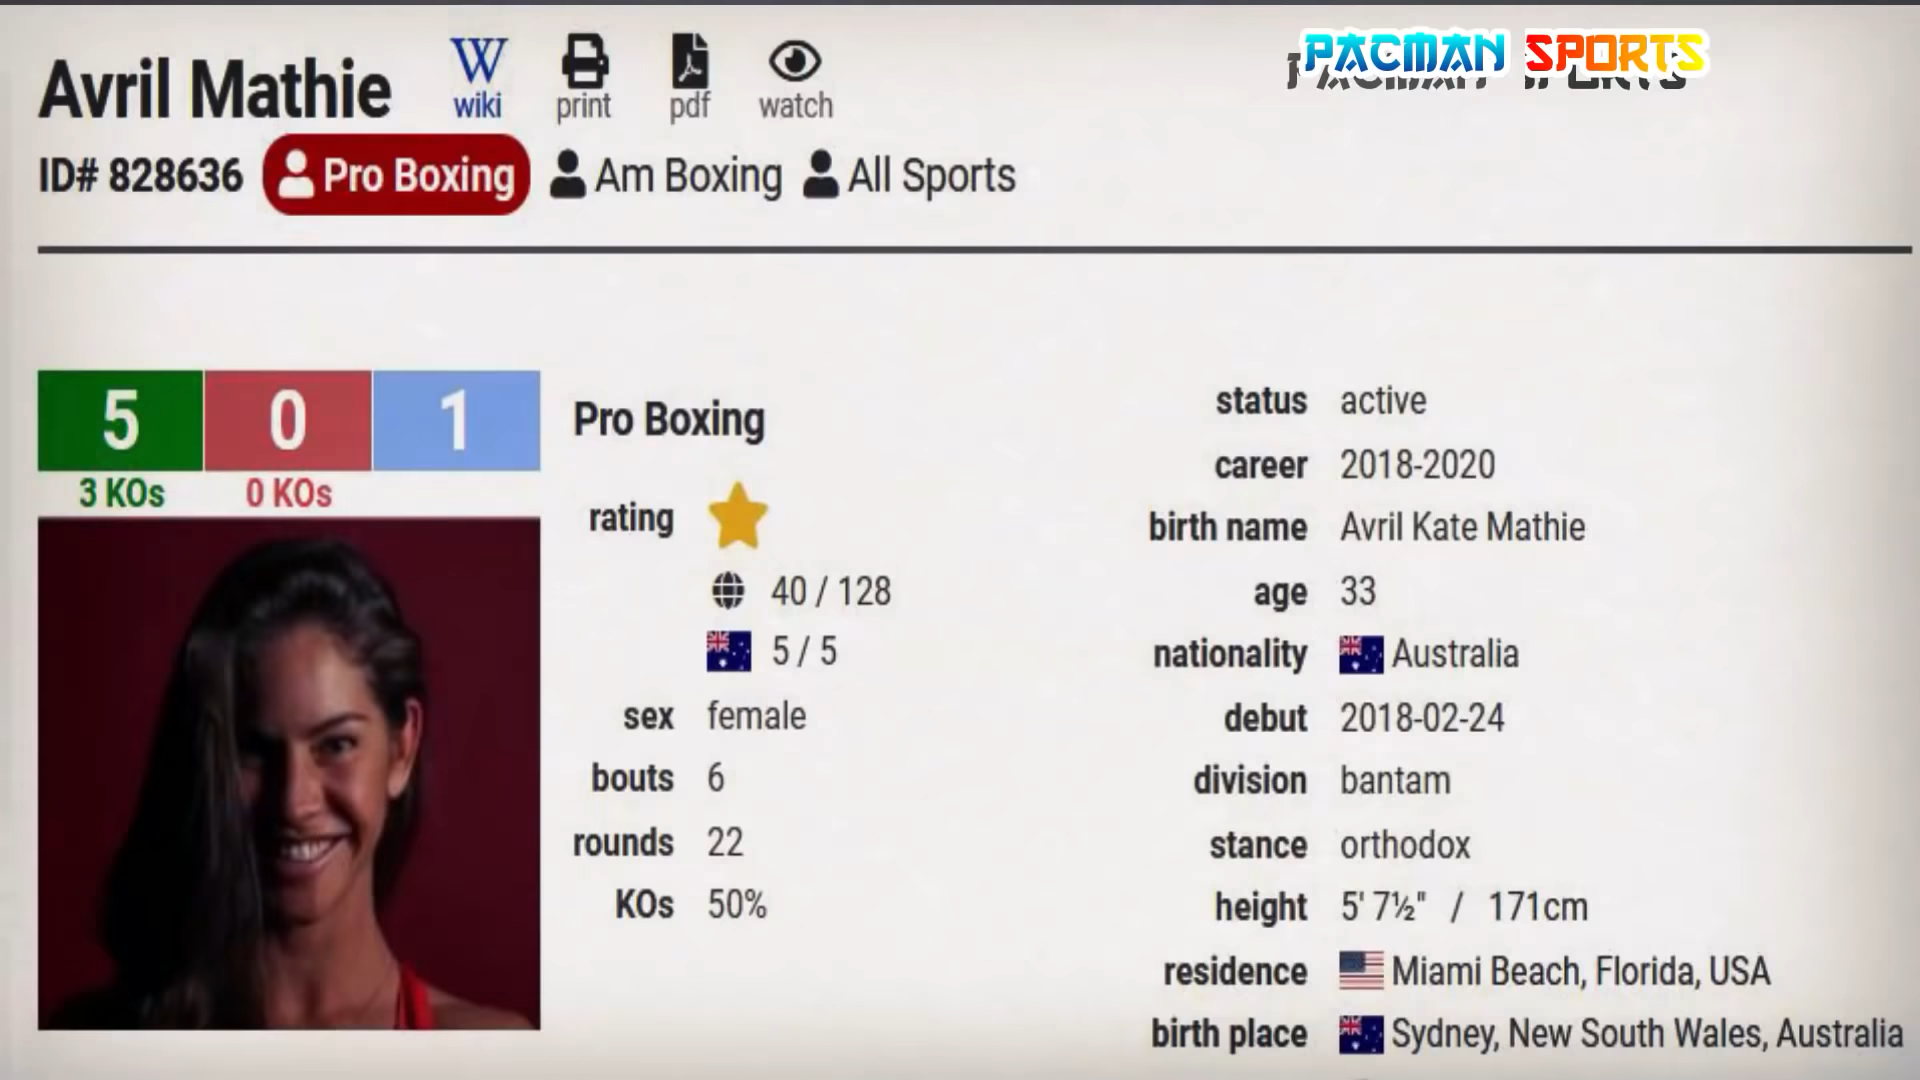 Avril Mathie
wiki print pdf watch
PACMAN SPORTS
ID# 828636 Pro Boxing Am Boxing All Sports
5 0 1
3 KOs 0 KOs
Pro Boxing
rating
40 / 128
5 / 5
sex female
bouts 6
rounds 22
KOs 50%
status active
career 2018-2020
birth name Avril Kate Mathie
age 33
nationality Australia
debut 2018-02-24
division bantam
stance orthodox
height 5' 7½" / 171cm
residence Miami Beach, Florida, USA
birth place Sydney, New South Wales, Australia